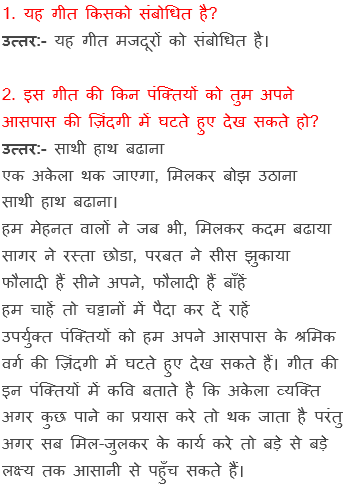 1. यह गीत किसको संबोधित है?
उत्तर:- यह गीत मजदूरों को संबोधित है।
2. इस गीत की किन पंक्तियों को तुम अपने
आसपास की ज़िंदगी में घटते हुए देख सकते हो?
उत्तर:- साथी हाथ बढाना
एक अकेला थक जाएगा, मिलकर बोझ उठाना
साथी हाथ बढाना।
हम मेहनत वालों ने जब भी, मिलकर कदम बढाया
सागर ने रस्ता छोडा, परबत ने सीस झुकाया
फौलादी हैं सीने अपने, फौलादी हैं बाँहें
हम चाहें तो चट्टानों में पैदा कर दें राहें
उपर्युक्त पंक्तियों को हम अपने आसपास के श्रमिक
वर्ग की ज़िंदगी में घटते हुए देख सकते हैं। गीत की
इन पंक्तियों में कवि बताते है कि अकेला व्यक्ति
अगर कुछ पाने का प्रयास करे तो थक जाता है परंतु
अगर सब मिल-जुलकर के कार्य करे तो बड़े से बड़े
लक्ष्य तक आसानी से पहुँच सकते हैं।